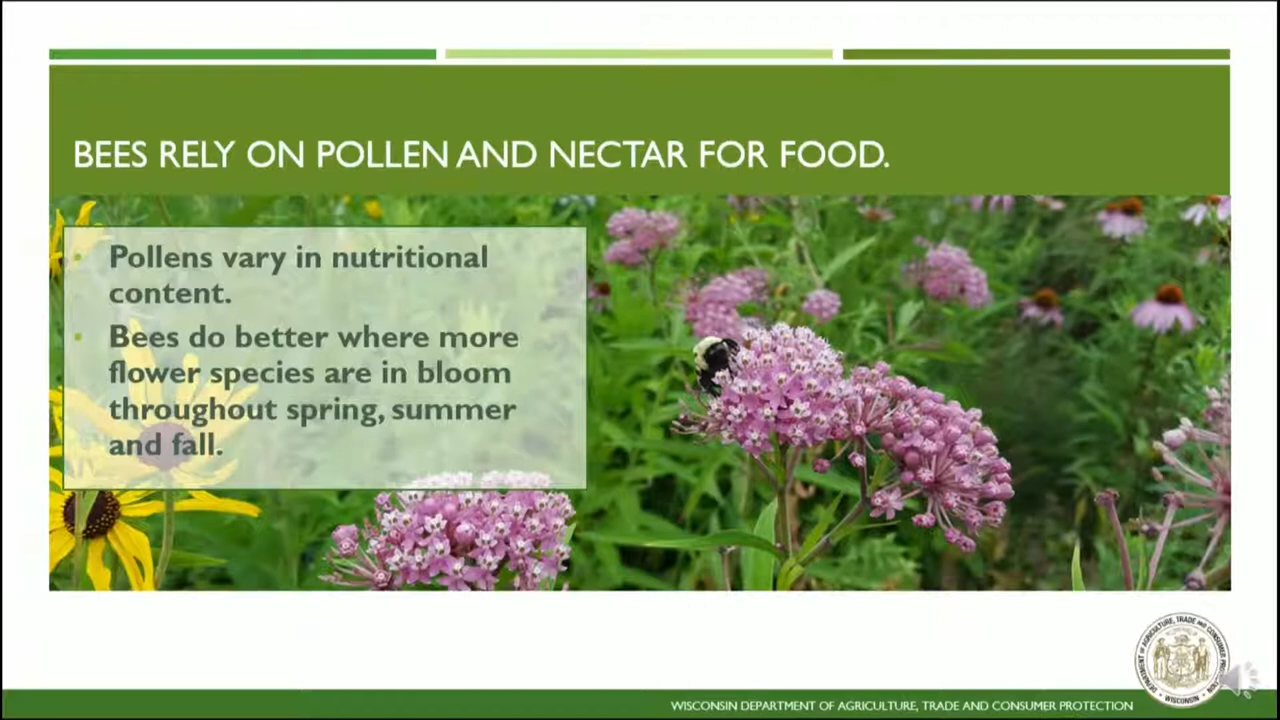 BEES RELY ON POLLEN AND NECTAR FOR FOOD.
Pollens vary in nutritional
content.
Bees do better where more
flower species are in bloom
throughout spring, summer
and fall.
WISCONSIN DEPARTMENT OF AGRICULTURE, TRADE AND CONSUMER PROTECTION